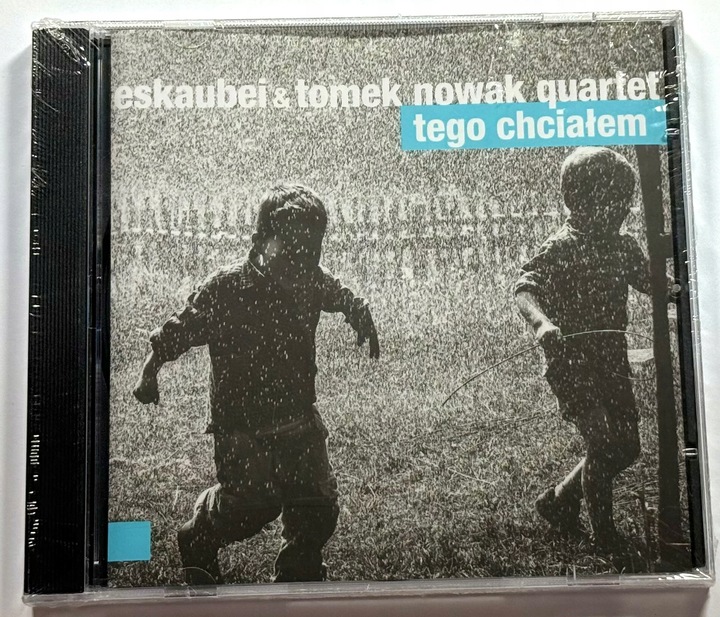 eskaubei & tomek nowak quartet
tego chciałem